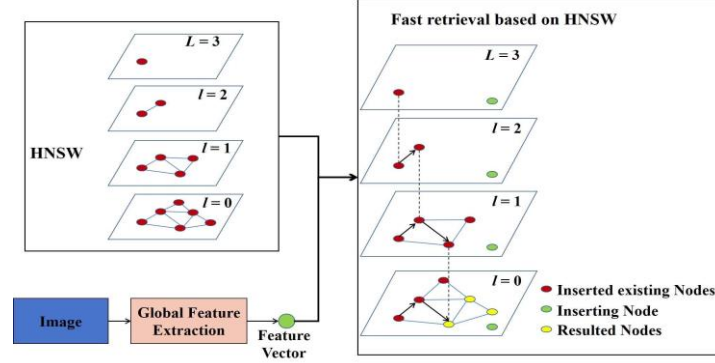 HNSW
L = 3
l = 2
l = 1
l = 0
Image
Global Feature
Extraction
Feature
Vector
Fast retrieval based on HNSW
L = 3
l = 2
l = 1
l = 0
Inserted existing Nodes
Inserting Node
Resulted Nodes